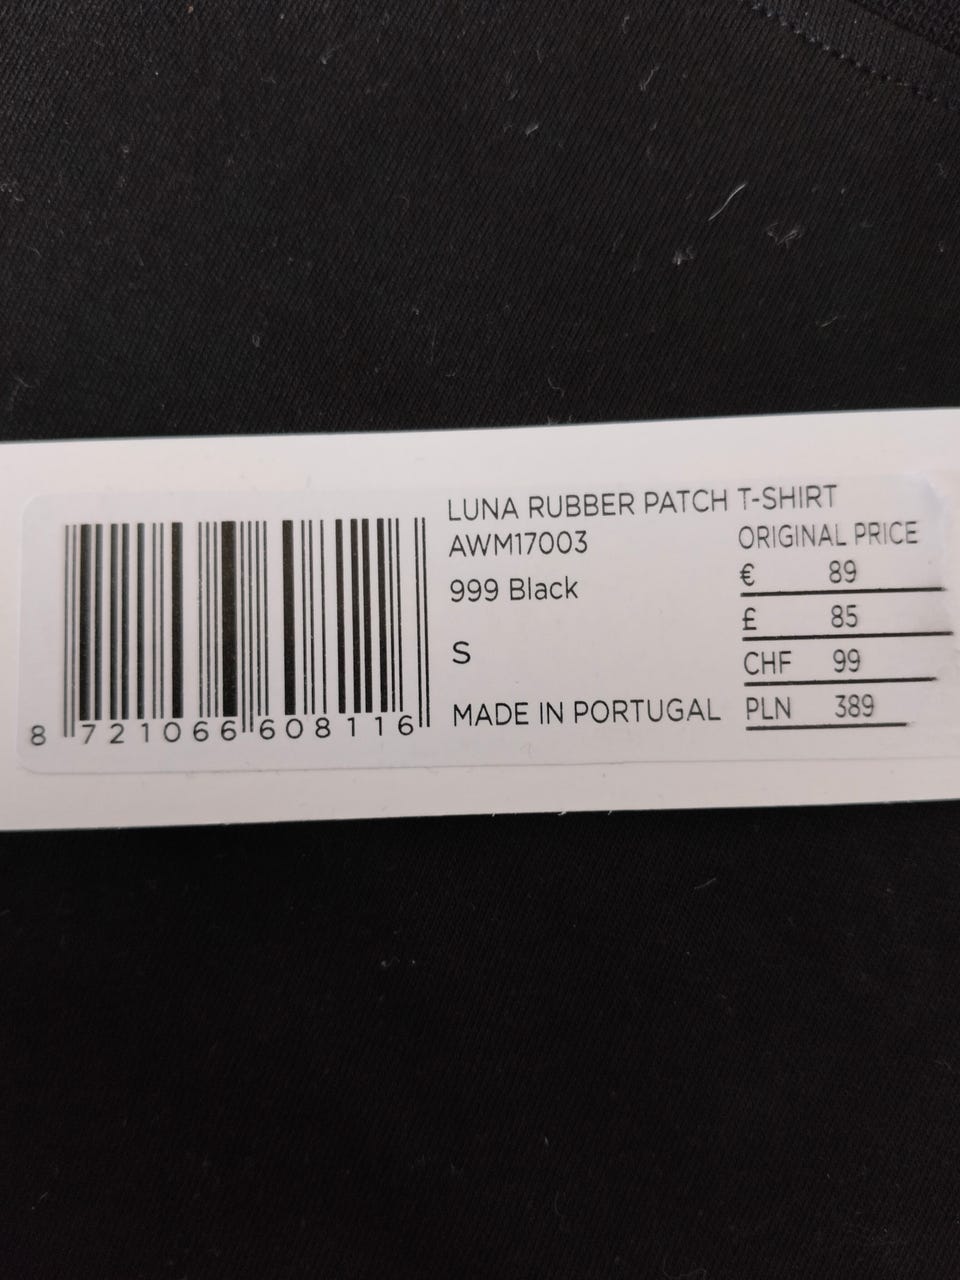 LUNA RUBBER PATCH T-SHIRT
AWM17003
ORIGINAL PRICE
999 Black
€ 89
£ 85
S
CHF 99
MADE IN PORTUGAL
PLN 389
8 721066 608116